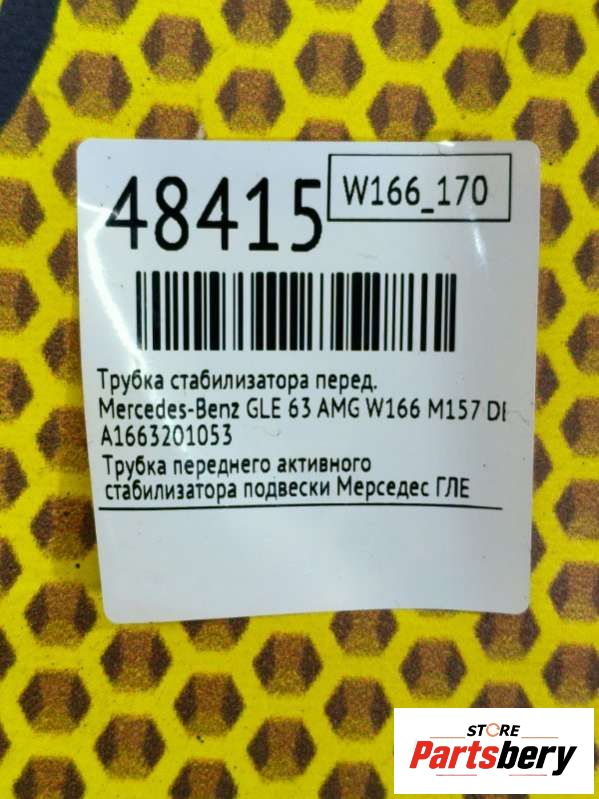 48415
W166_170
Трубка стабилизатора перед.
Mercedes-Benz GLE 63 AMG W166 M157 DE
A1663201053
Трубка переднего активного
стабилизатора подвески Мерседес ГЛЕ
STORE
Partsbery